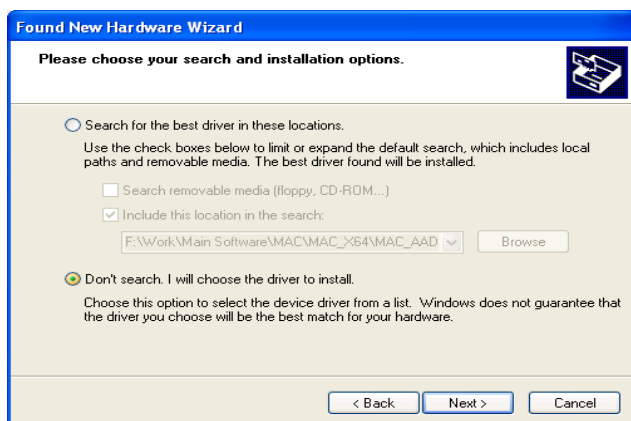 Found New Hardware Wizard
Please choose your search and installation options.
Search for the best driver in these locations.
Use the check boxes below to limit or expand the default search, which includes local
paths and removable media. The best driver found will be installed.
Search removable media (floppy, CD-ROM...)
Include this location in the search:
F:\Work\Main Software\MAC\MAC_X64\MAC_AAD
Browse
Don't search. I will choose the driver to install.
Choose this option to select the device driver from a list. Windows does not guarantee that
the driver you choose will be the best match for your hardware.
< Back Next > Cancel